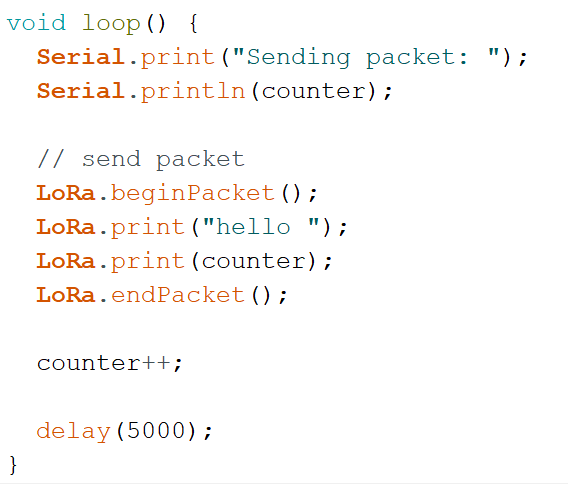 void loop() {
  Serial.print("Sending packet: ");
  Serial.println(counter);

  // send packet
  LoRa.beginPacket();
  LoRa.print("hello ");
  LoRa.print(counter);
  LoRa.endPacket();

  counter++;

  delay(5000);
}